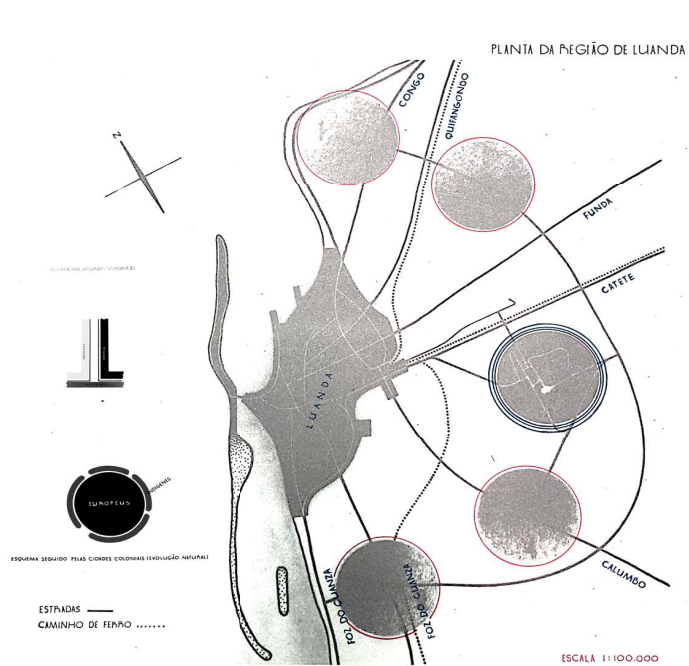 PLANTA DA REGIÃO DE LUANDA
CONGO
QUIFANGONDO
N
FUNDA
CATETE
LUANDA
EUROPEUS
INDIGENES
ESQUEMA SEGUIDO PELAS CIDADES COLONIAIS (EVOLUÇÃO NATURAL)
CALUMBO
FOZ DO CUANZA
FOZ DO CUANZA
ESTRADAS
CAMINHO DE FERRO
ESCALA 1:100.000